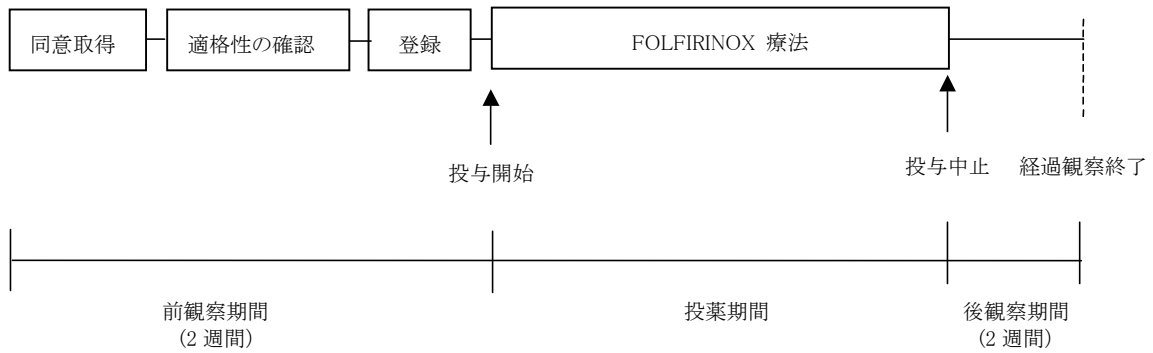 同意取得
適格性の確認
登録
FOLFIRINOX 療法
投与開始
投与中止
経過観察終了
前観察期間
(2 週間)
投薬期間
後観察期間
(2 週間)